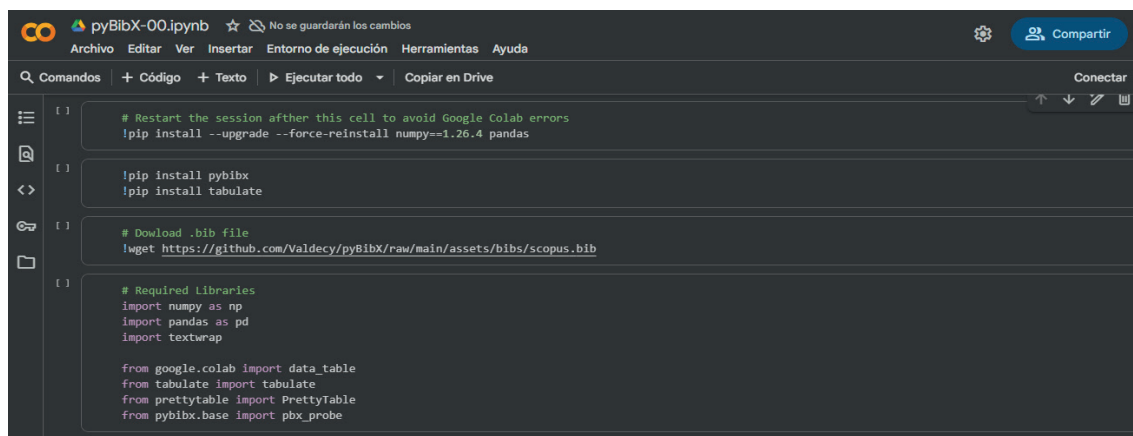 pyBibX-00.ipynb No se guardarán los cambios
Archivo Editar Ver Insertar Entorno de ejecución Herramientas Ayuda
Compartir
Comandos + Código + Texto Ejecutar todo Copiar en Drive
Conectar
[ ]
# Restart the session afther this cell to avoid Google Colab errors
!pip install --upgrade --force-reinstall numpy==1.26.4 pandas
[ ]
!pip install pybibx
!pip install tabulate
[ ]
# Dowload .bib file
!wget https://github.com/Valdecy/pyBibX/raw/main/assets/bibs/scopus.bib
[ ]
# Required Libraries
import numpy as np
import pandas as pd
import textwrap
from google.colab import data_table
from tabulate import tabulate
from prettytable import PrettyTable
from pybibx.base import pbx_probe